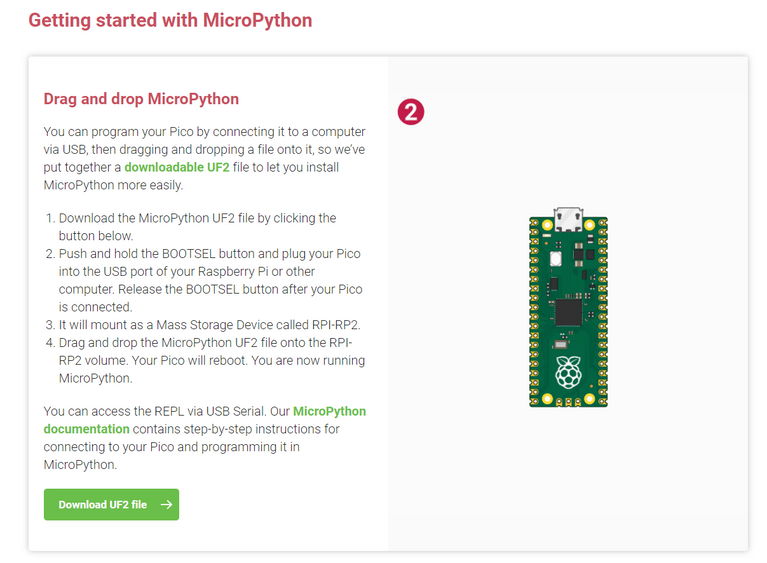 Getting started with MicroPython
Drag and drop MicroPython
2
You can program your Pico by connecting it to a computer
via USB, then dragging and dropping a file onto it, so we've
put together a downloadable UF2 file to let you install
MicroPython more easily.
1. Download the MicroPython UF2 file by clicking the
button below.
2. Push and hold the BOOTSEL button and plug your Pico
into the USB port of your Raspberry Pi or other
computer. Release the BOOTSEL button after your Pico
is connected.
3. It will mount as a Mass Storage Device called RPI-RP2.
4. Drag and drop the MicroPython UF2 file onto the RPI-
RP2 volume. Your Pico will reboot. You are now running
MicroPython.
You can access the REPL via USB Serial. Our MicroPython
documentation contains step-by-step instructions for
connecting to your Pico and programming it in
MicroPython.
Download UF2 file →